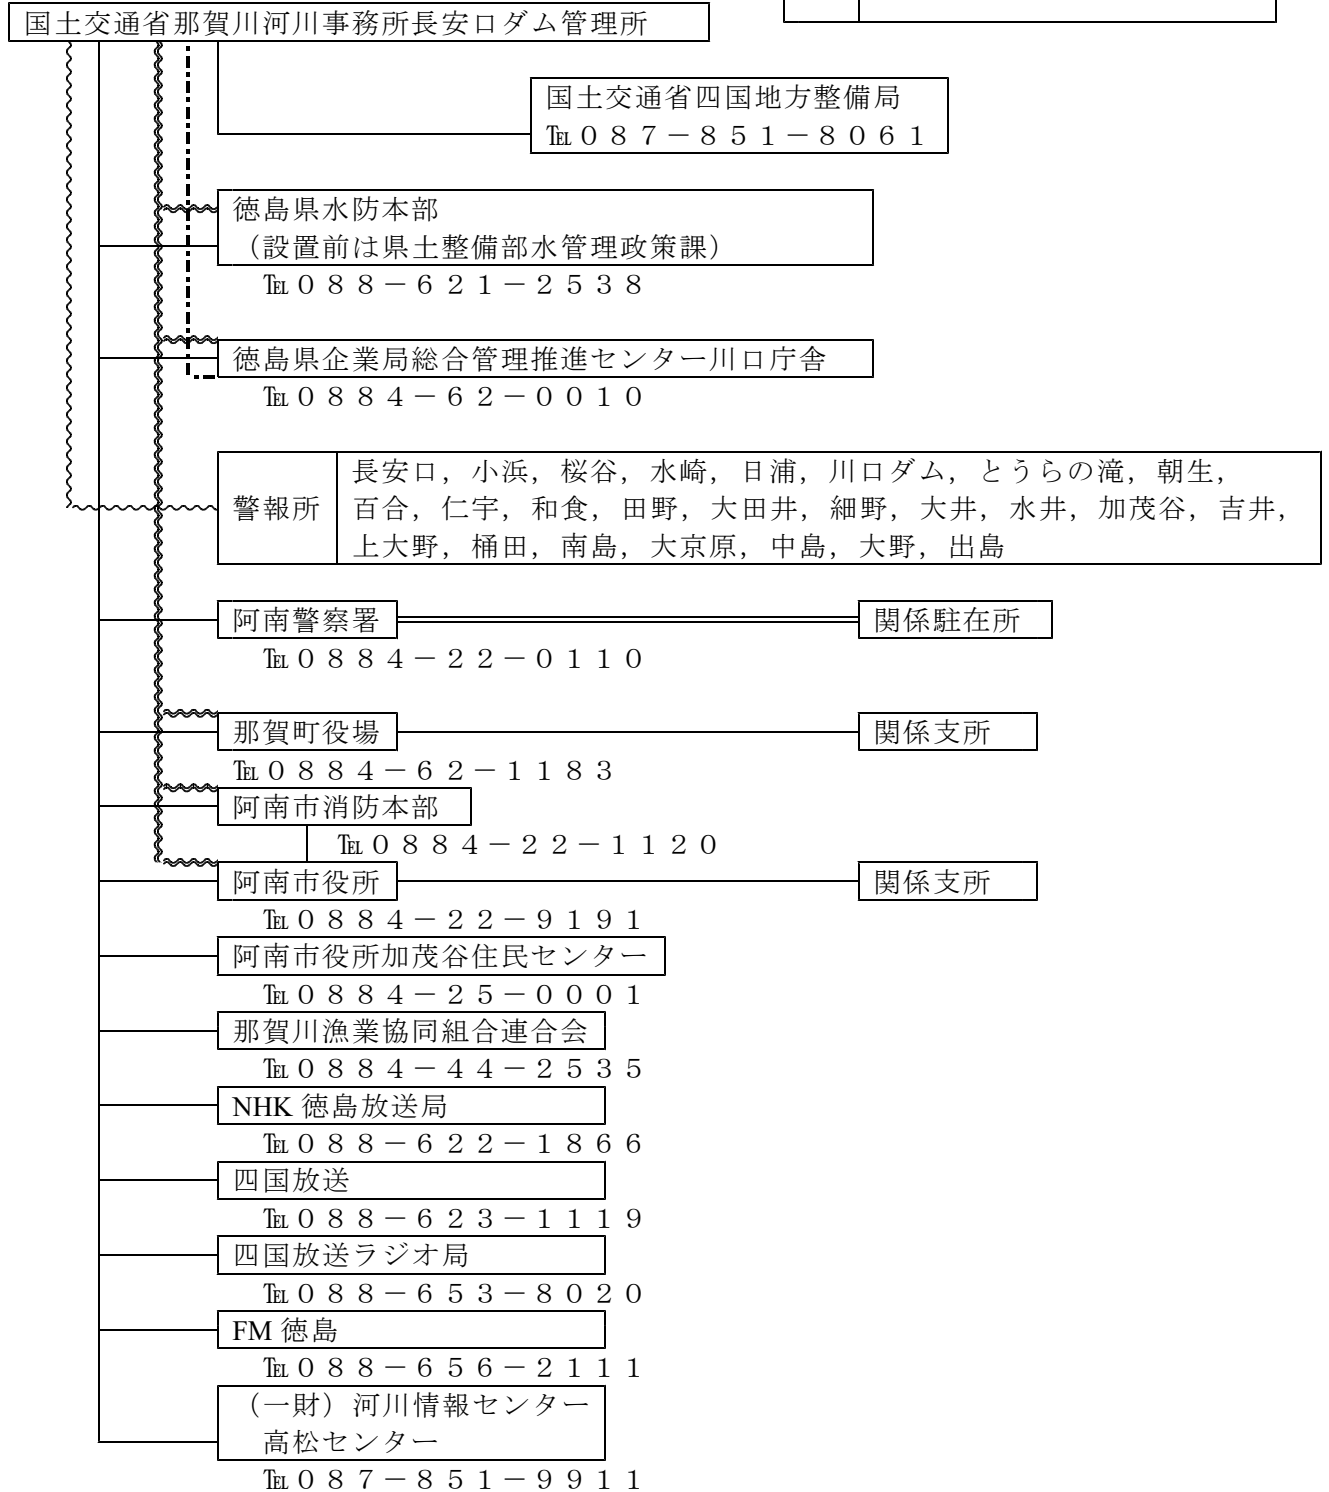 国土交通省那賀川河川事務所長安口ダム管理所
国土交通省四国地方整備局
℡０８７－８５１－８０６１
徳島県水防本部
（設置前は県土整備部水管理政策課）
℡０８８－６２１－２５３８
徳島県企業局総合管理推進センター川口庁舎
℡０８８４－６２－００１０
警報所
長安口，小浜，桜谷，水崎，日浦，川口ダム，とうらの滝，朝生，
百合，仁宇，和食，田野，大田井，細野，大井，水井，加茂谷，吉井，
上大野，桶田，南島，大京原，中島，大野，出島
阿南警察署 関係駐在所
℡０８８４－２２－０１１０
那賀町役場 関係支所
℡０８８４－６２－１１８３
阿南市消防本部
℡０８８４－２２－１１２０
阿南市役所 関係支所
℡０８８４－２２－９１９１
阿南市役所加茂谷住民センター
℡０８８４－２５－０００１
那賀川漁業協同組合連合会
℡０８８４－４４－２５３５
NHK 徳島放送局
℡０８８－６２２－１８６６
四国放送
℡０８８－６２３－１１１９
四国放送ラジオ局
℡０８８－６５３－８０２０
FM 徳島
℡０８８－６５６－２１１１
（一財）河川情報センター
高松センター
℡０８７－８５１－９９１１